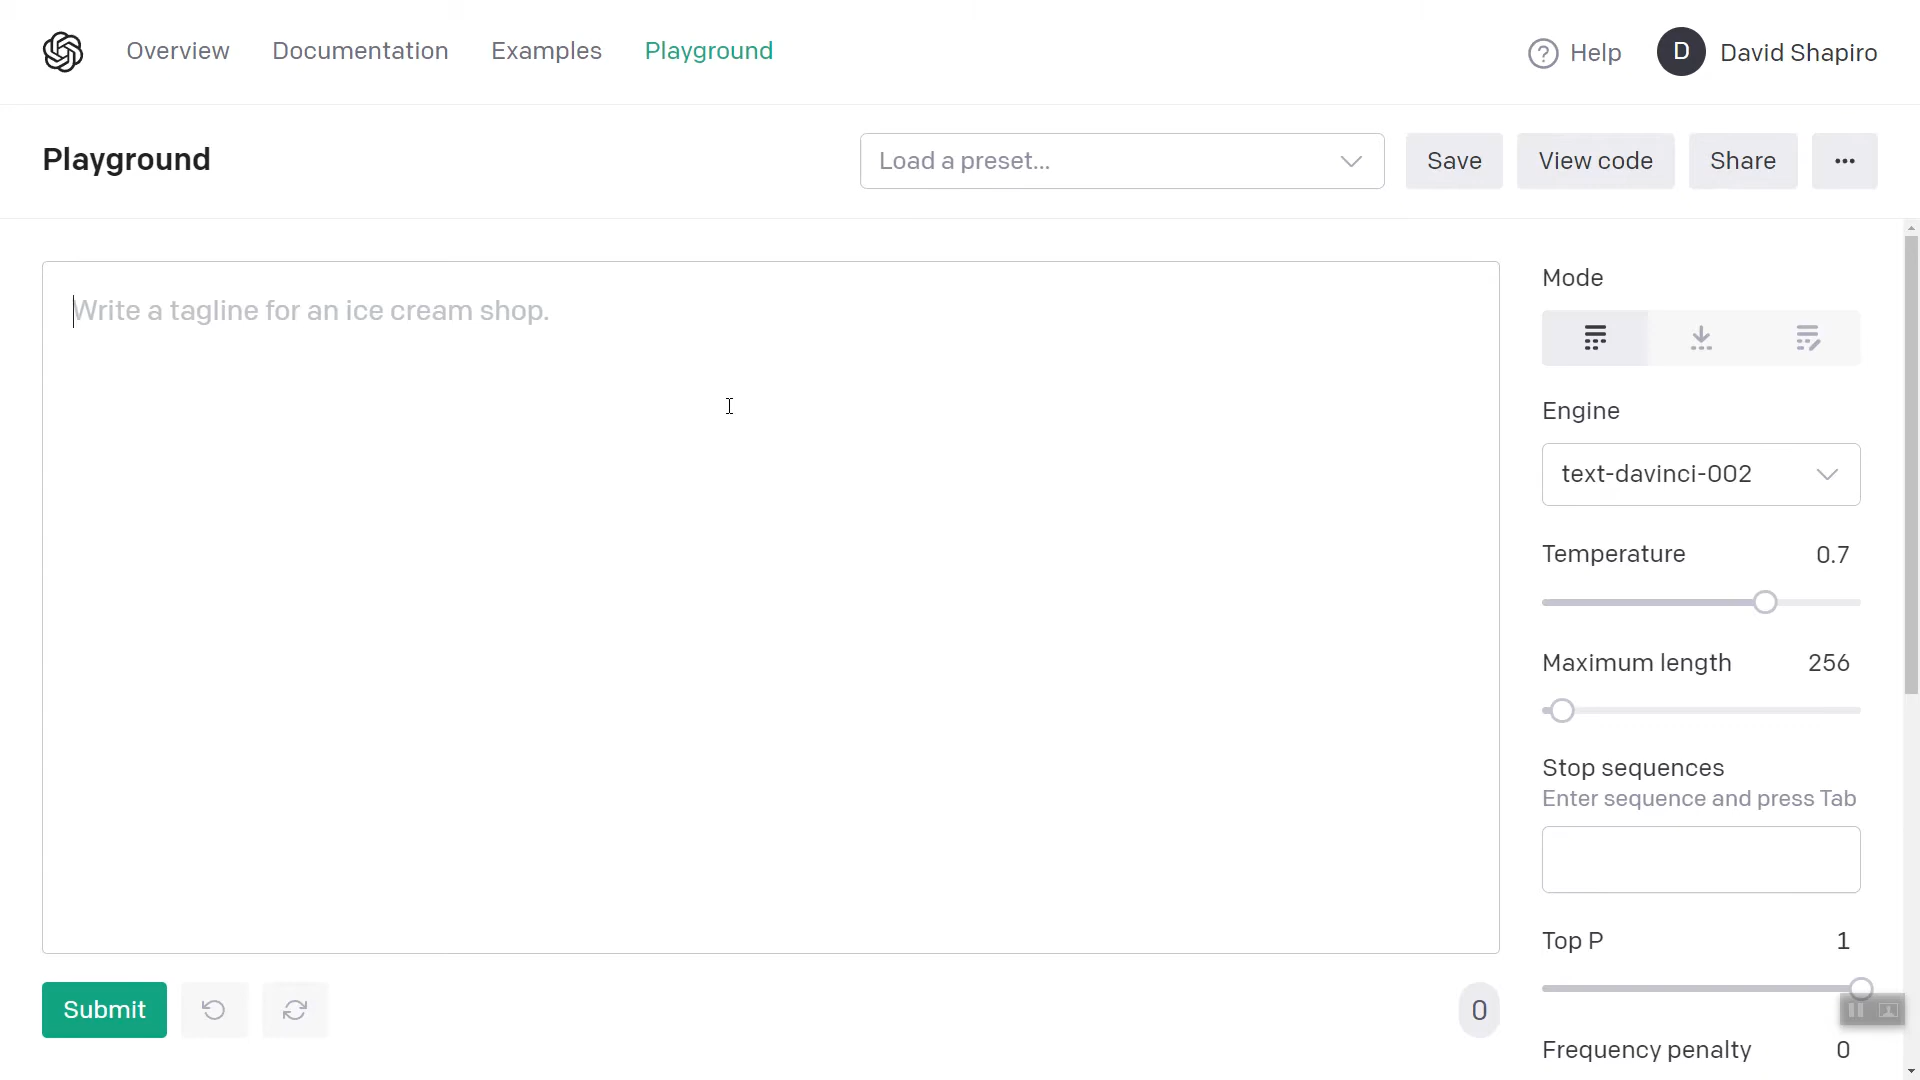 Overview Documentation Examples Playground
? Help D David Shapiro
Playground
Load a preset...
Save
View code
Share
Write a tagline for an ice cream shop.
Mode
Engine
text-davinci-002
Temperature 0.7
Maximum length 256
Stop sequences
Enter sequence and press Tab
Top P 1
Submit
0
Frequency penalty 0